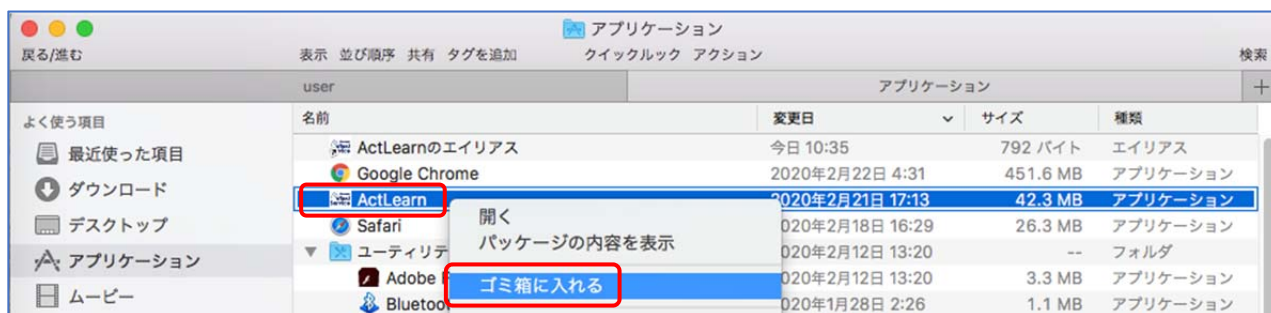 アプリケーション
戻る/進む 表示 並び順序 共有 タグを追加 クイックルック アクション 検索
user アプリケーション +
よく使う項目 名前 変更日 サイズ 種類
ActLearnのエイリアス 今日 10:35 792 バイト エイリアス
最近使った項目
Google Chrome 2020年2月22日 4:31 451.6 MB アプリケーション
ダウンロード
ActLearn 2020年2月21日 17:13 42.3 MB アプリケーション
開く
デスクトップ
Safari 020年2月18日 16:29 26.3 MB アプリケーション
パッケージの内容を表示
アプリケーション
ユーティリテ 020年2月12日 13:20 -- フォルダ
Adobe 020年2月12日 13:20 3.3 MB アプリケーション
ゴミ箱に入れる
ムービー
Bluetoo 020年1月28日 2:26 1.1 MB アプリケーション